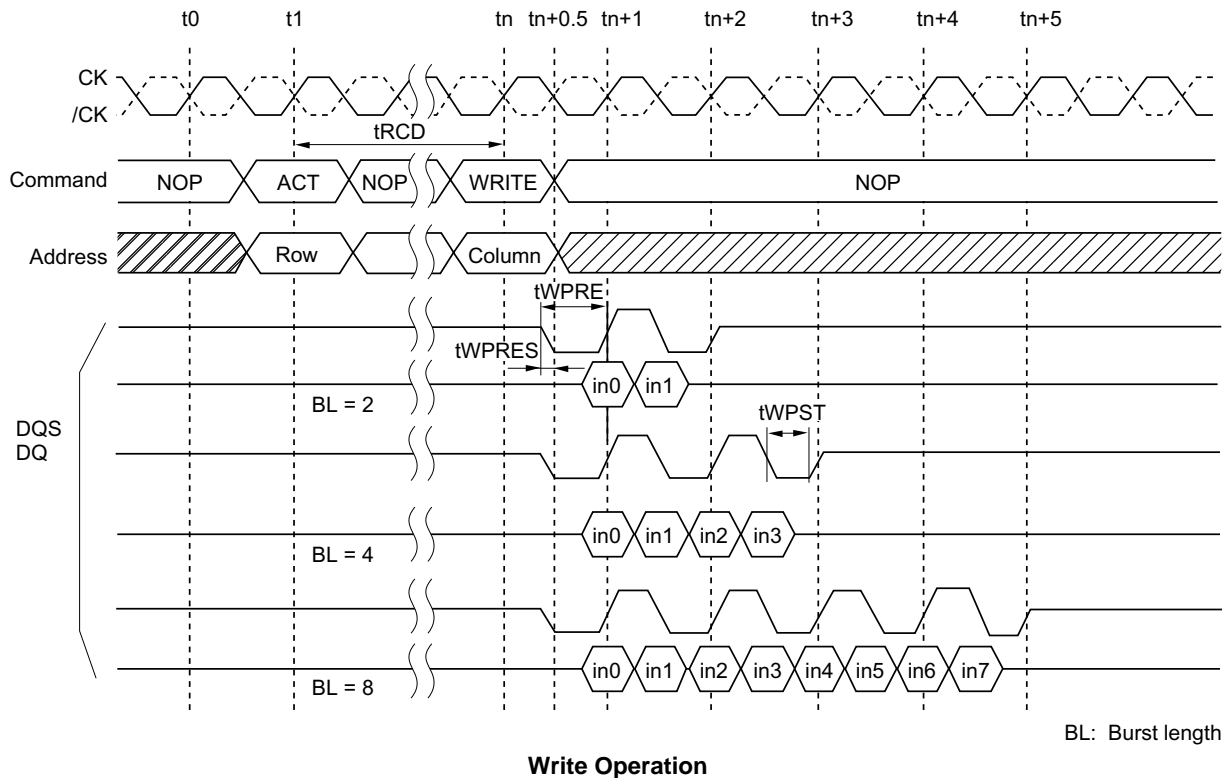 t0 t1 tn tn+0.5 tn+1 tn+2 tn+3 tn+4 tn+5
CK
/CK
tRCD
Command NOP ACT NOP WRITE NOP
Address Row Column
tWPRE
tWPRES
in0 in1
BL = 2
tWPST
DQS
DQ
in0 in1 in2 in3
BL = 4
in0 in1 in2 in3 in4 in5 in6 in7
BL = 8
BL: Burst length
Write Operation